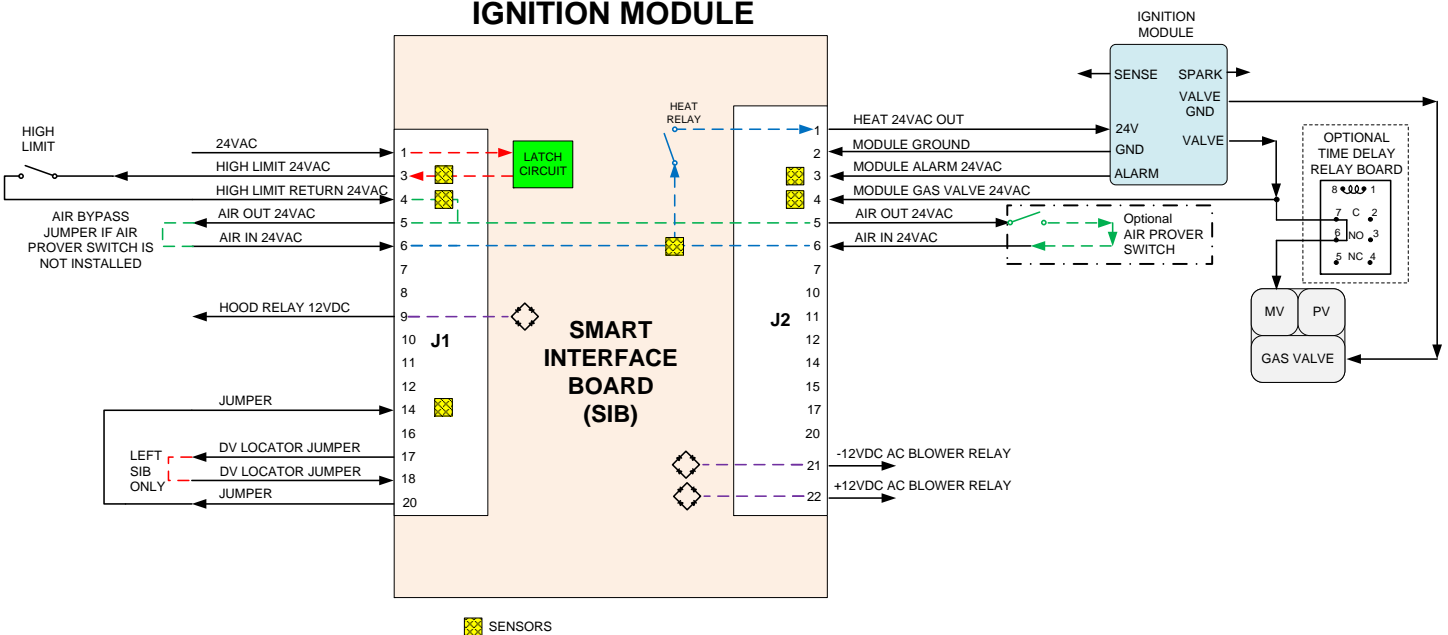 IGNITION MODULE
IGNITION
MODULE
SENSE SPARK
VALVE
GND
24V
VALVE
GND
ALARM
HIGH
LIMIT
24VAC
HIGH LIMIT 24VAC
HIGH LIMIT RETURN 24VAC
AIR OUT 24VAC
AIR IN 24VAC
AIR BYPASS
JUMPER IF AIR
PROVER SWITCH IS
NOT INSTALLED
HOOD RELAY 12VDC
JUMPER
DV LOCATOR JUMPER
DV LOCATOR JUMPER
JUMPER
LEFT
SIB
ONLY
1
3
4
5
6
7
8
9
10
11
12
14
16
17
18
20
J1
LATCH
CIRCUIT
HEAT
RELAY
SMART
INTERFACE
BOARD
(SIB)
J2
1
2
3
4
5
6
7
10
11
12
14
15
17
20
21
22
HEAT 24VAC OUT
MODULE GROUND
MODULE ALARM 24VAC
MODULE GAS VALVE 24VAC
AIR OUT 24VAC
AIR IN 24VAC
Optional
AIR PROVER
SWITCH
-12VDC AC BLOWER RELAY
+12VDC AC BLOWER RELAY
OPTIONAL
TIME DELAY
RELAY BOARD
8 1
7 C 2
6 NO 3
5 NC 4
MV PV
GAS VALVE
SENSORS